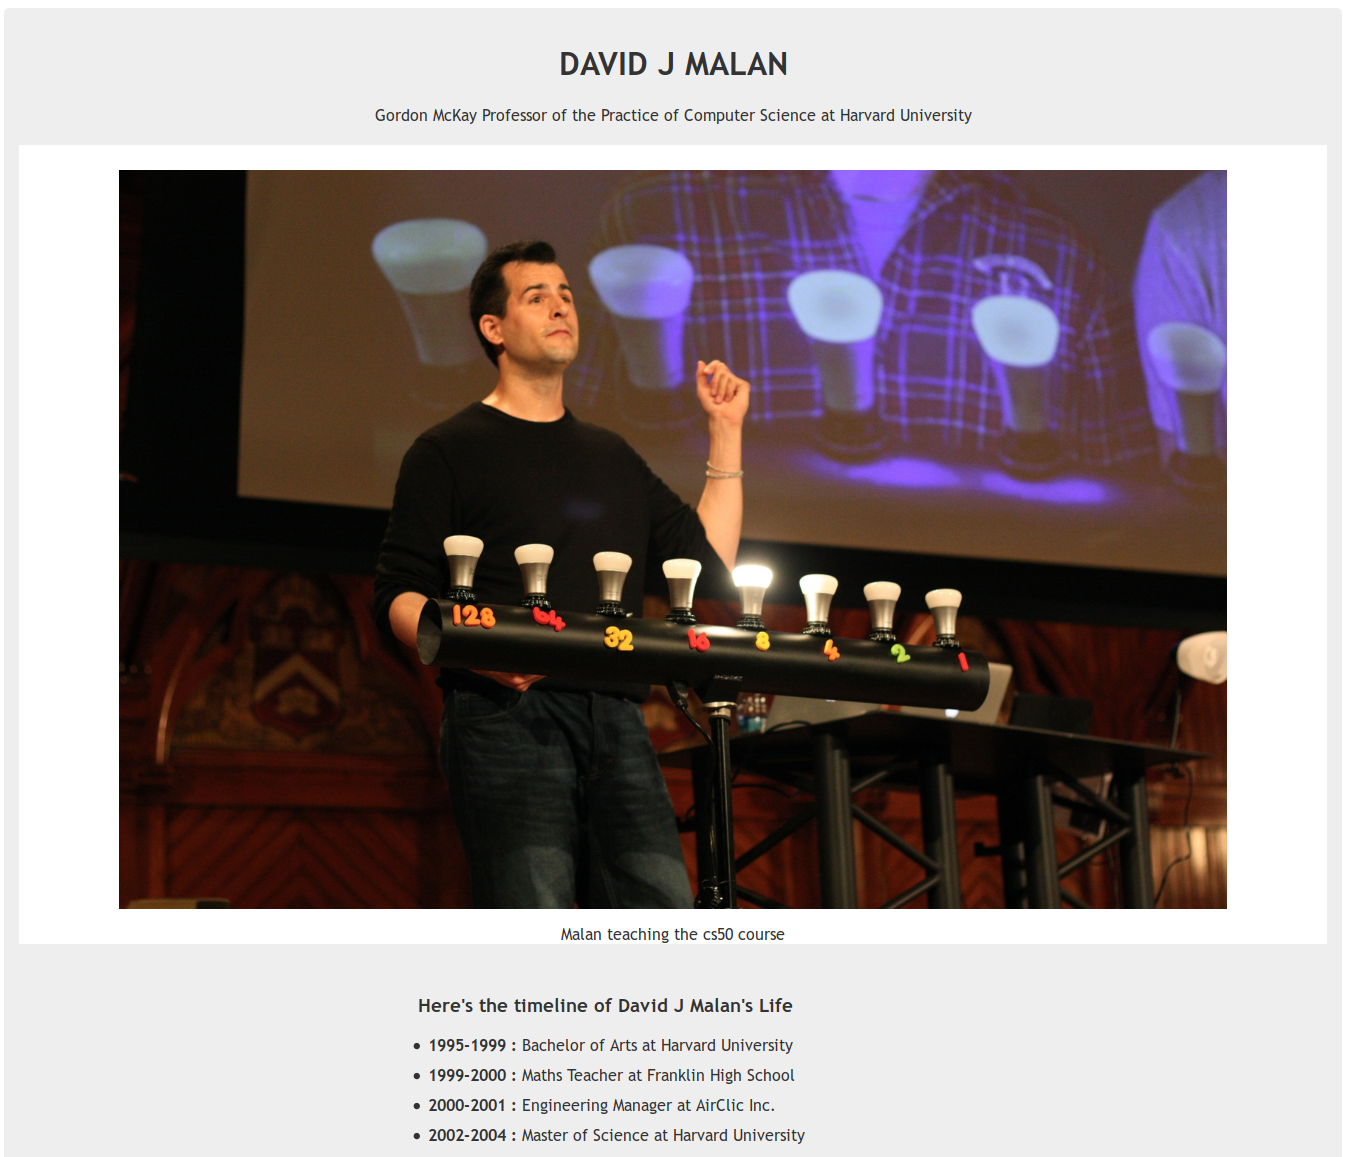 DAVID J MALAN
Gordon McKay Professor of the Practice of Computer Science at Harvard University
128 64 32 16 8 4 2 1
Malan teaching the cs50 course
Here's the timeline of David J Malan's Life
• 1995-1999 : Bachelor of Arts at Harvard University
• 1999-2000 : Maths Teacher at Franklin High School
• 2000-2001 : Engineering Manager at AirClic Inc.
• 2002-2004 : Master of Science at Harvard University